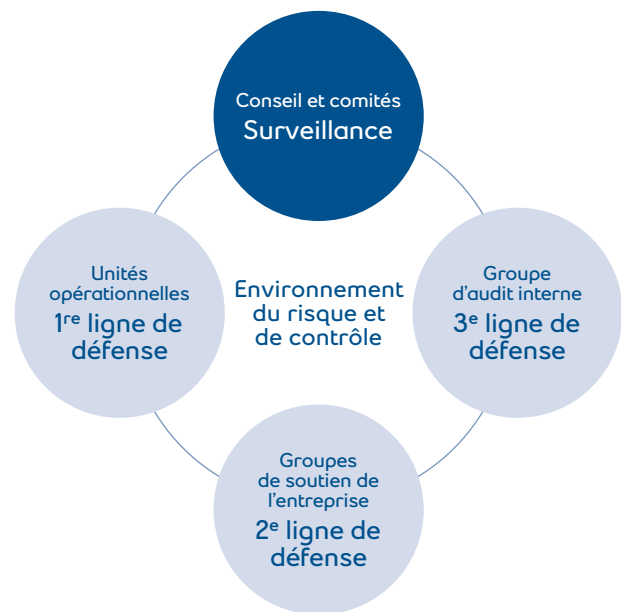 Conseil et comités
Surveillance
Unités
opérationnelles
1re ligne de
défense
Environnement
du risque et
de contrôle
Groupe
d'audit interne
3e ligne de
défense
Groupes
de soutien de
l'entreprise
2e ligne de
défense